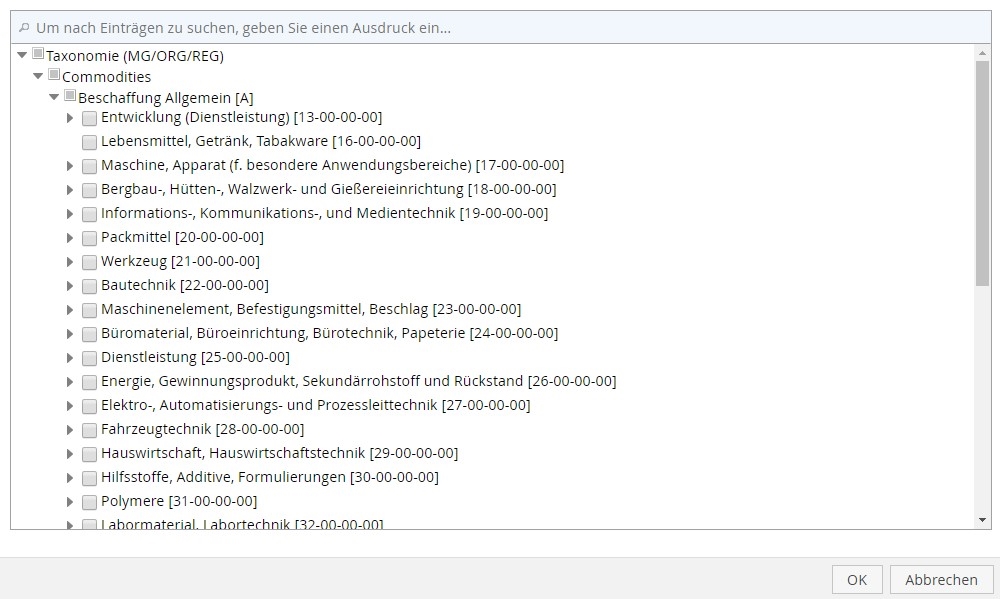 Um nach Einträgen zu suchen, geben Sie einen Ausdruck ein...
Taxonomie (MG/ORG/REG)
Commodities
Beschaffung Allgemein [A]
Entwicklung (Dienstleistung) [13-00-00-00]
Lebensmittel, Getränk, Tabakware [16-00-00-00]
Maschine, Apparat (f. besondere Anwendungsbereiche) [17-00-00-00]
Bergbau-, Hütten-, Walzwerk- und Gießereieinrichtung [18-00-00-00]
Informations-, Kommunikations-, und Medientechnik [19-00-00-00]
Packmittel [20-00-00-00]
Werkzeug [21-00-00-00]
Bautechnik [22-00-00-00]
Maschinenelement, Befestigungsmittel, Beschlag [23-00-00-00]
Büromaterial, Büroeinrichtung, Bürotechnik, Papeterie [24-00-00-00]
Dienstleistung [25-00-00-00]
Energie, Gewinnungsprodukt, Sekundärrohstoff und Rückstand [26-00-00-00]
Elektro-, Automatisierungs- und Prozessleittechnik [27-00-00-00]
Fahrzeugtechnik [28-00-00-00]
Hauswirtschaft, Hauswirtschaftstechnik [29-00-00-00]
Hilfsstoffe, Additive, Formulierungen [30-00-00-00]
Polymere [31-00-00-00]
Labormaterial, Labortechnik [32-00-00-00]
OK
Abbrechen